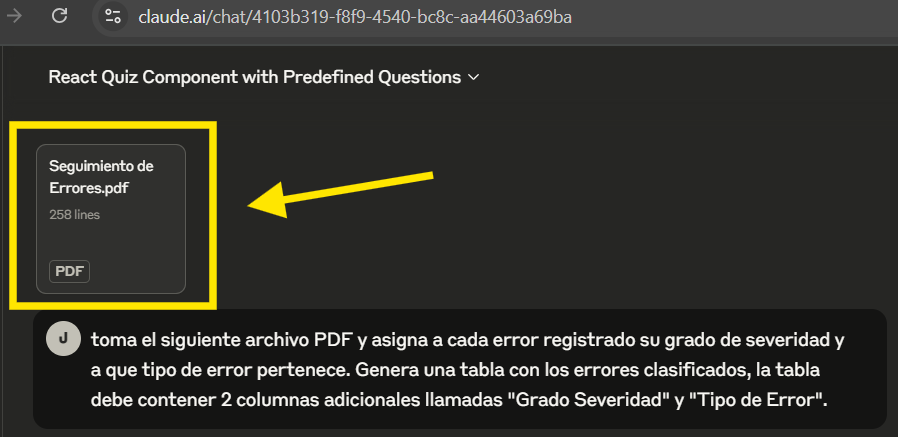 claude.ai/chat/4103b319-f8f9-4540-bc8c-aa44603a69ba
React Quiz Component with Predefined Questions
Seguimiento de
Errores.pdf
258 lines
PDF
J
toma el siguiente archivo PDF y asigna a cada error registrado su grado de severidad y
a que tipo de error pertenece. Genera una tabla con los errores clasificados, la tabla
debe contener 2 columnas adicionales llamadas "Grado Severidad" y "Tipo de Error".